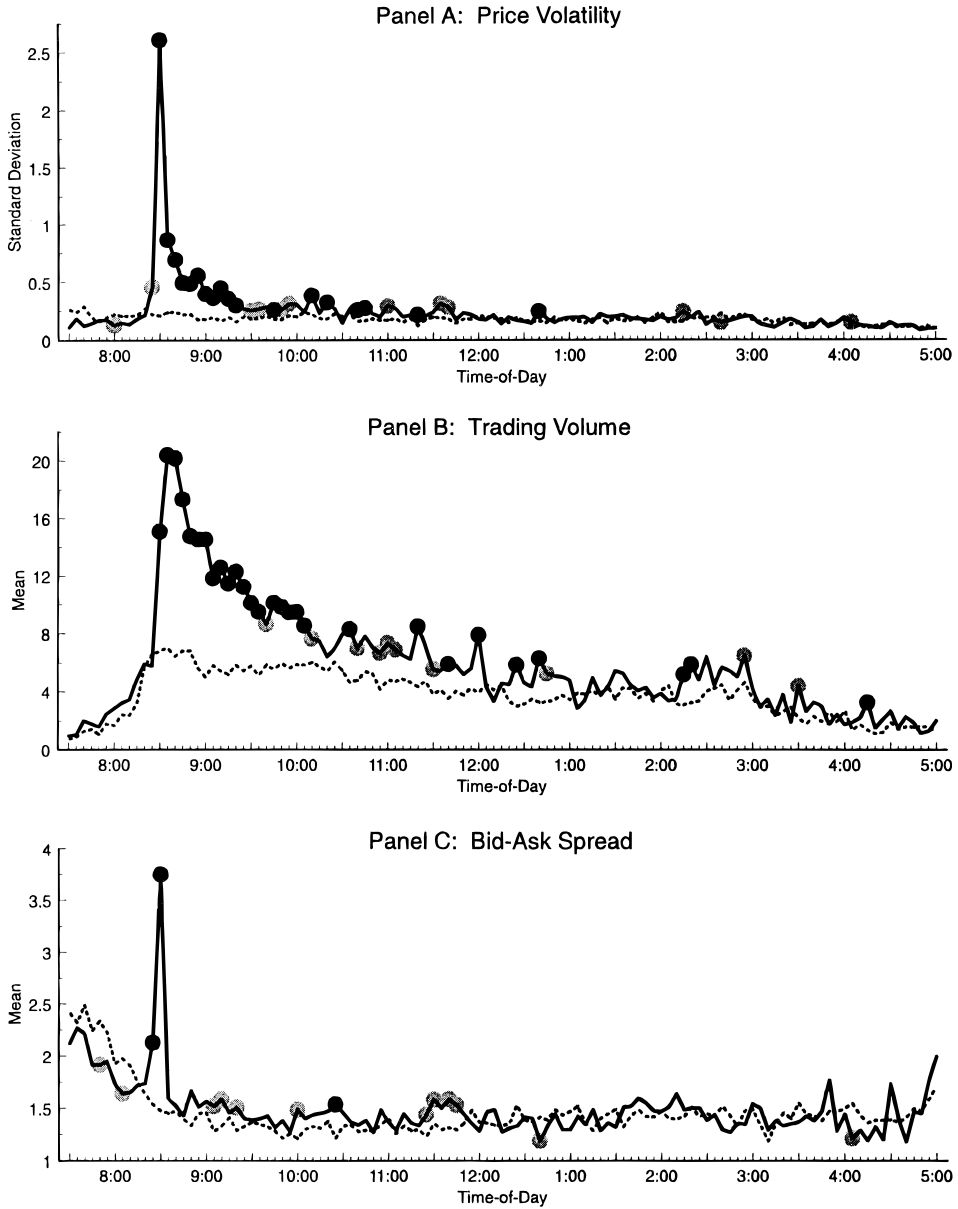 Panel A: Price Volatility
2.5
2
1.5
1
0.5
0
Standard Deviation
8:00 9:00 10:00 11:00 12:00 1:00 2:00 3:00 4:00 5:00
Time-of-Day
Panel B: Trading Volume
20
16
12
8
4
0
Mean
8:00 9:00 10:00 11:00 12:00 1:00 2:00 3:00 4:00 5:00
Time-of-Day
Panel C: Bid-Ask Spread
4
3.5
3
2.5
2
1.5
1
Mean
8:00 9:00 10:00 11:00 12:00 1:00 2:00 3:00 4:00 5:00
Time-of-Day